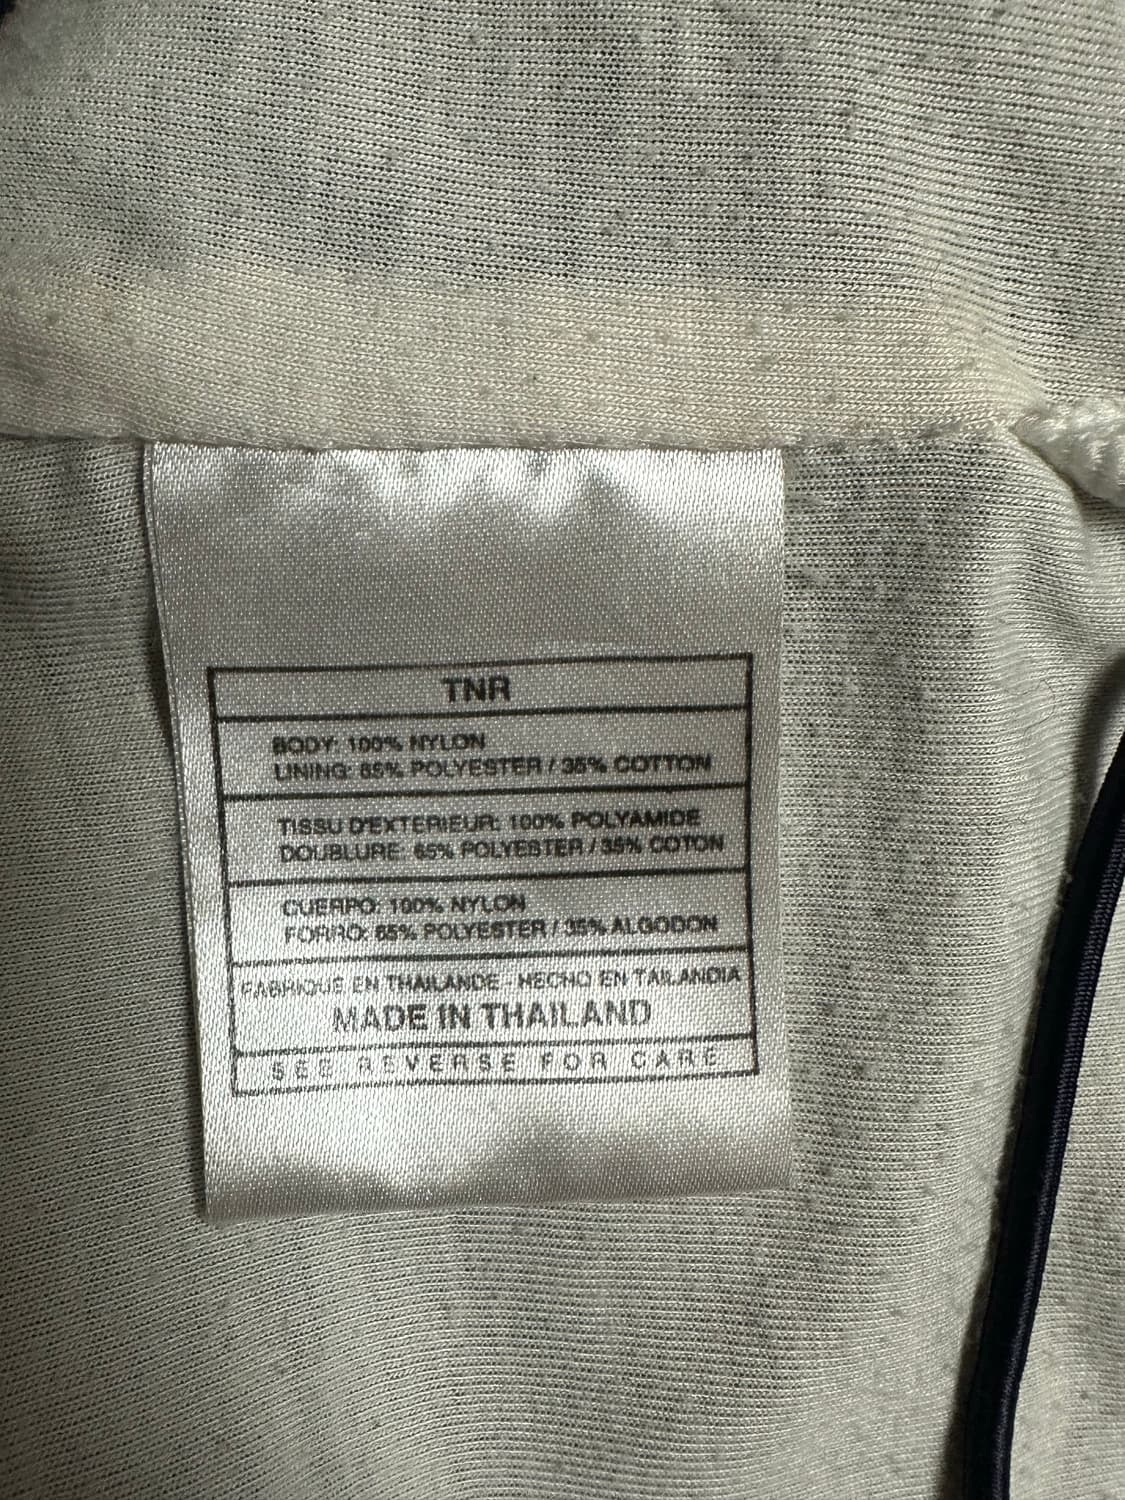 TNR
BODY: 100% NYLON
LINING: 65% POLYESTER / 35% COTTON
TISSU D'EXTERIEUR: 100% POLYAMIDE
DOUBLURE: 65% POLYESTER / 35% COTON
CUERPO: 100% NYLON
FORRO: 65% POLYESTER / 35% ALGODON
FABRIQUE EN THAILANDE - HECHO EN TAILANDIA
MADE IN THAILAND
SEE REVERSE FOR CARE